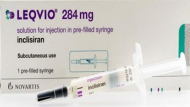 LEQVIO® 284 mg
solution for injection in pre-filled syringe
inclisiran
Subcutaneous use
1 pre-filled syringe
NOVARTIS